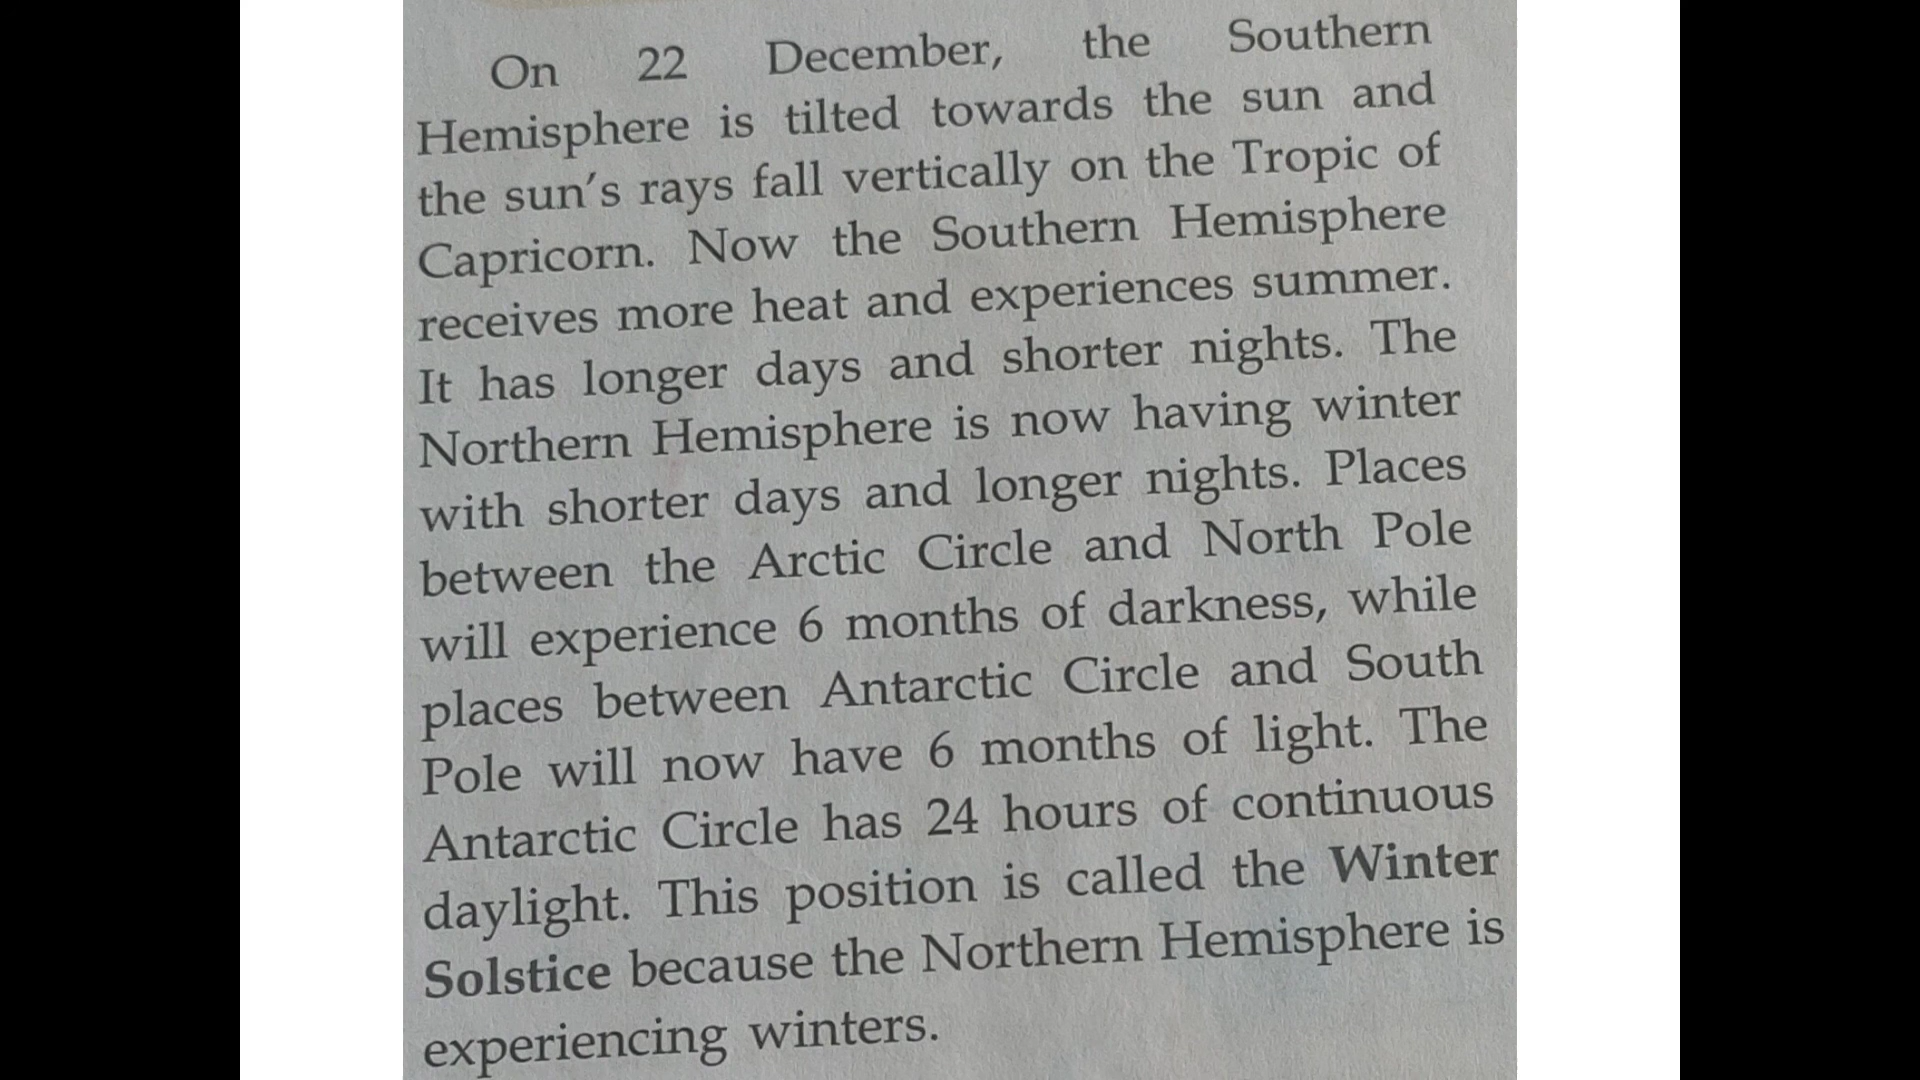 On 22 December, the Southern
Hemisphere is tilted towards the sun and
the sun's rays fall vertically on the Tropic of
Capricorn. Now the Southern Hemisphere
receives more heat and experiences summer.
It has longer days and shorter nights. The
Northern Hemisphere is now having winter
with shorter days and longer nights. Places
between the Arctic Circle and North Pole
will experience 6 months of darkness, while
places between Antarctic Circle and South
Pole will now have 6 months of light. The
Antarctic Circle has 24 hours of continuous
daylight. This position is called the Winter
Solstice because the Northern Hemisphere is
experiencing winters.